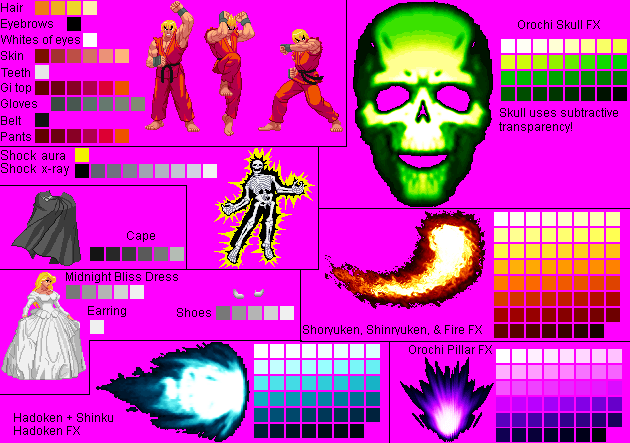 Hair
Eyebrows
Whites of eyes
Skin
Teeth
Gi top
Gloves
Belt
Pants
Orochi Skull FX
Skull uses subtractive
transparency!
Shock aura
Shock x-ray
Cape
Midnight Bliss Dress
Earring
Shoes
Shoryuken, Shinryuken, & Fire FX
Hadoken + Shinku
Hadoken FX
Orochi Pillar FX